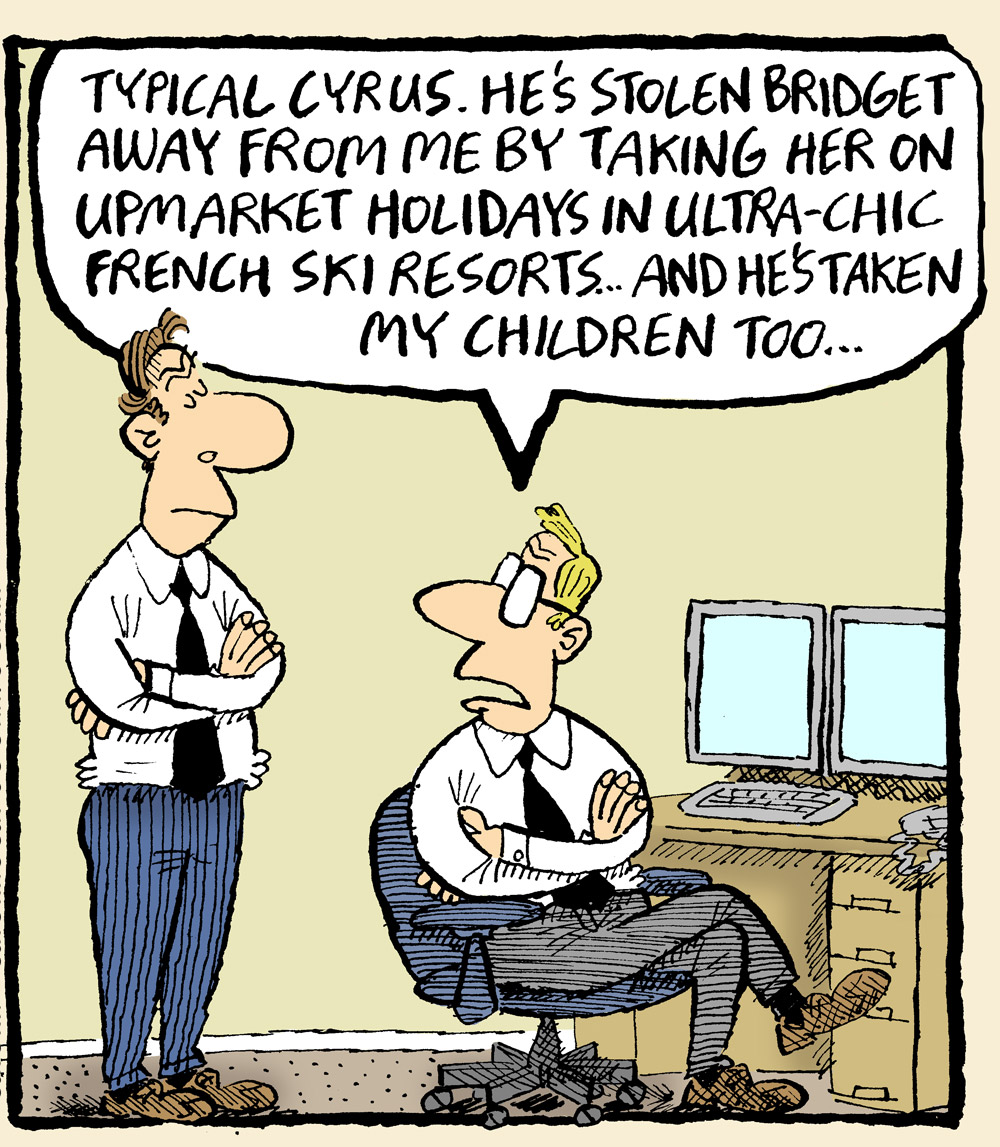 TYPICAL CYRUS. HE'S STOLEN BRIDGET
AWAY FROM ME BY TAKING HER ON
UPMARKET HOLIDAYS IN ULTRA-CHIC
FRENCH SKI RESORTS... AND HE'S TAKEN
MY CHILDREN TOO...